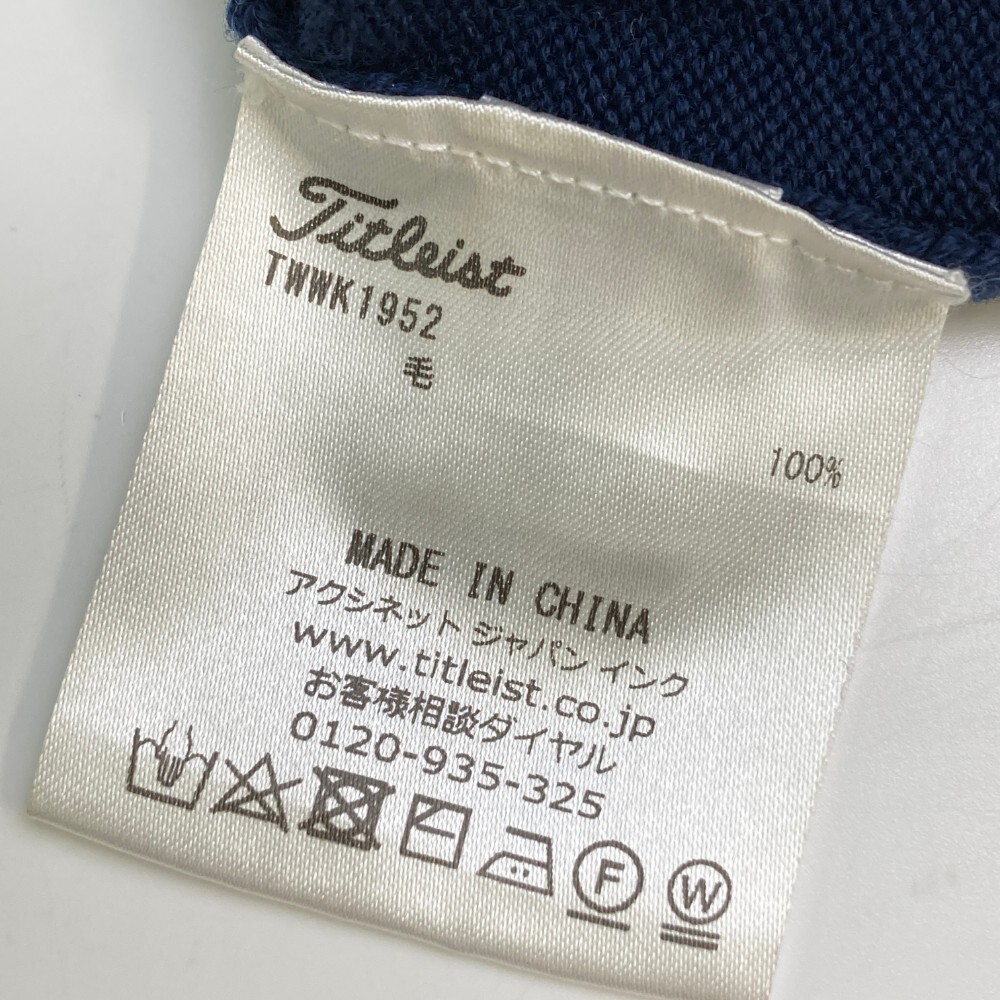 Titleist
TWWK1952
毛
100%
MADE IN CHINA
アクシネット ジャパン インク
www.titleist.co.jp
お客様相談ダイヤル
0120-935-325
F
W